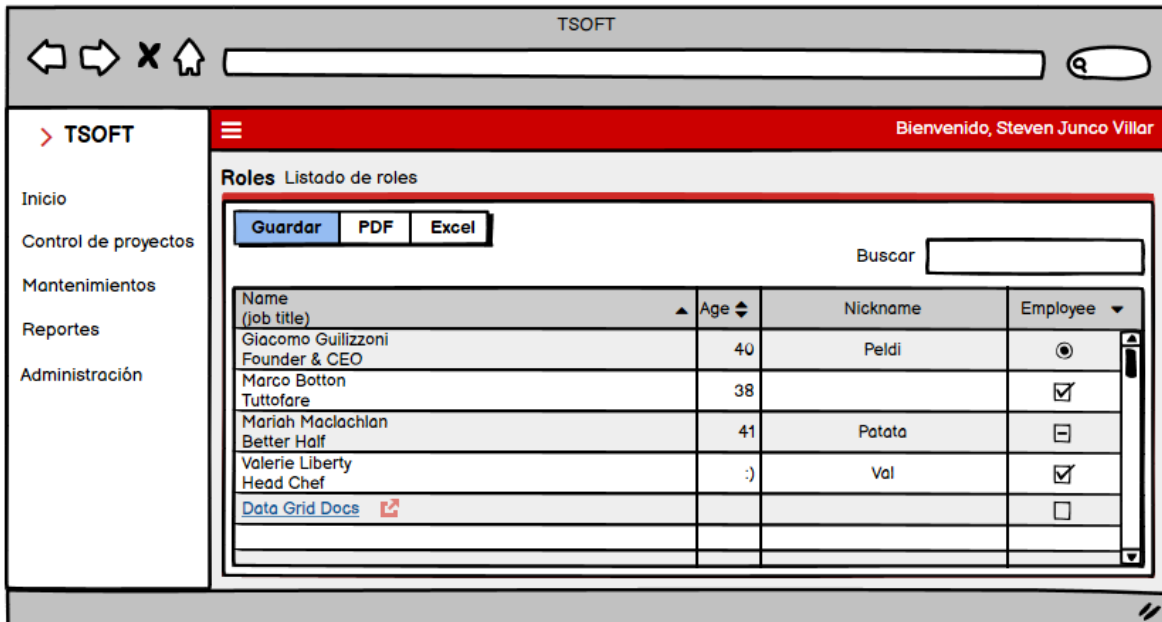 TSOFT
TSOFT
Bienvenido, Steven Junco Villar
Inicio
Control de proyectos
Mantenimientos
Reportes
Administración
Roles Listado de roles
Guardar PDF Excel
Buscar
Name
(job title)
Age
Nickname
Employee
Giacomo Guilizzoni
Founder & CEO
40
Peldi
Marco Botton
Tuttofare
38
Mariah Maclachlan
Better Half
41
Patata
Valerie Liberty
Head Chef
:)
Val
Data Grid Docs